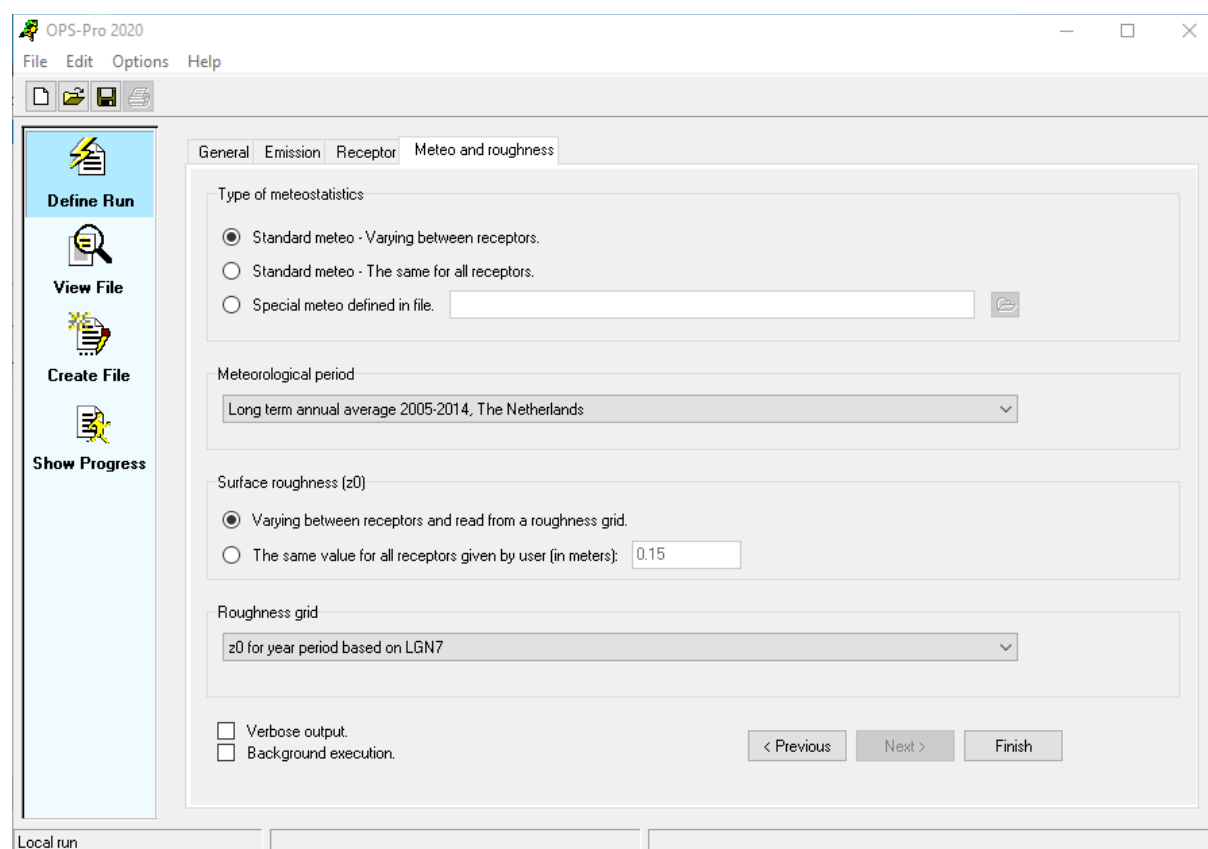 OPS-Pro 2020
File Edit Options Help
Define Run
View File
Create File
Show Progress
General Emission Receptor Meteo and roughness
Type of meteostatistics
Standard meteo - Varying between receptors.
Standard meteo - The same for all receptors.
Special meteo defined in file.
Meteorological period
Long term annual average 2005-2014, The Netherlands
Surface roughness (z0)
Varying between receptors and read from a roughness grid.
The same value for all receptors given by user (in meters): 0.15
Roughness grid
z0 for year period based on LGN7
Verbose output.
Background execution.
< Previous Next > Finish
Local run